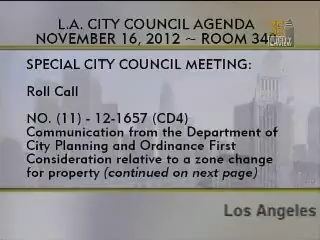 L.A. CITY COUNCIL AGENDA
NOVEMBER 16, 2012 ~ ROOM 340
SPECIAL CITY COUNCIL MEETING:
Roll Call
NO. (11) - 12-1657 (CD4)
Communication from the Department of
City Planning and Ordinance First
Consideration relative to a zone change
for property (continued on next page)
Los Angeles